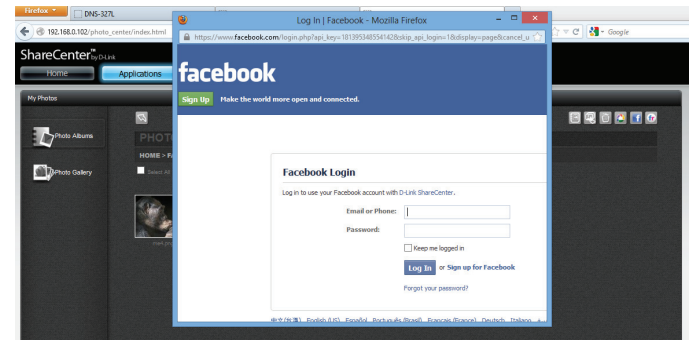 Firefox
DNS-327L
Log In | Facebook - Mozilla Firefox
192.168.0.102/photo_center/index.html
https://www.facebook.com/login.php?api_key=181395348554142&skip_api_login=1&display=page&cancel_u
Google
ShareCenter™ by D-Link
Home
Applications
facebook
Sign Up
Make the world more open and connected.
My Photos
Photo Albums
PHOT
HOME > F
Photo Gallery
Select All
Facebook Login
Log in to use your Facebook account with D-Link ShareCenter.
Email or Phone:
Password:
Keep me logged in
Log In or Sign up for Facebook
Forgot your password?
中文(台灣) English (US) Español Português (Brasil) Français (France) Deutsch Italiano